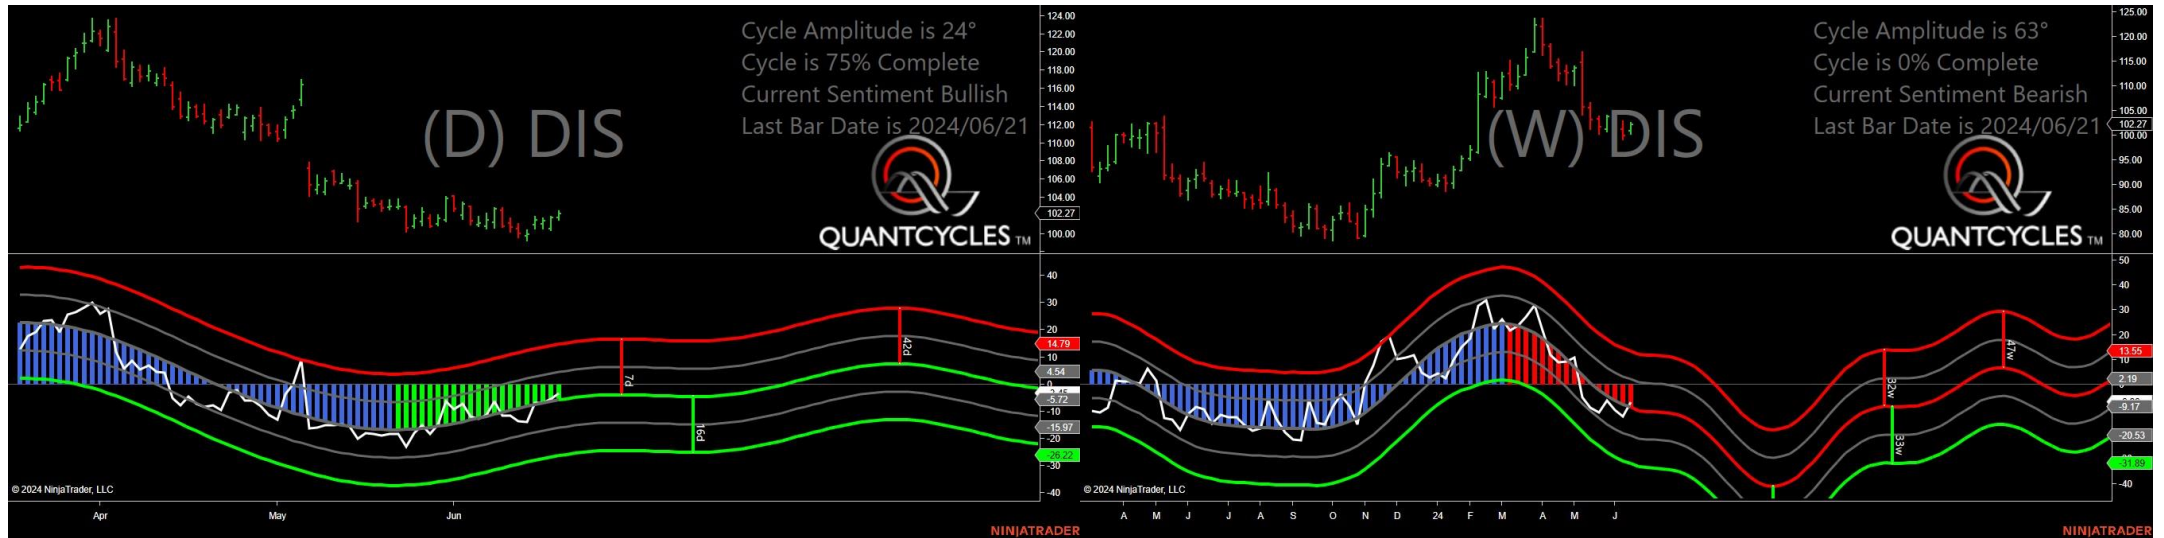 Cycle Amplitude is 24°
Cycle is 75% Complete
Current Sentiment Bullish
Last Bar Date is 2024/06/21
(D) DIS
QUANTCYCLES TM
124.00
122.00
120.00
118.00
116.00
114.00
112.00
110.00
108.00
106.00
104.00
102.27
100.00
40
30
20
14.79
10
4.54
0
-5.72
-10
-15.97
-20
-26.22
-30
-40
7d
16d
42d
© 2024 NinjaTrader, LLC
Apr May Jun
NINJATRADER
Cycle Amplitude is 63°
Cycle is 0% Complete
Current Sentiment Bearish
Last Bar Date is 2024/06/21
(W) DIS
QUANTCYCLES TM
125.00
120.00
115.00
110.00
105.00
102.27
100.00
95.00
90.00
85.00
80.00
50
40
30
20
13.55
10
2.19
-9.17
-20.53
-31.89
-40
32w
33w
47w
© 2024 NinjaTrader, LLC
A M J J A S O N D 24 F M A M J
NINJATRADER